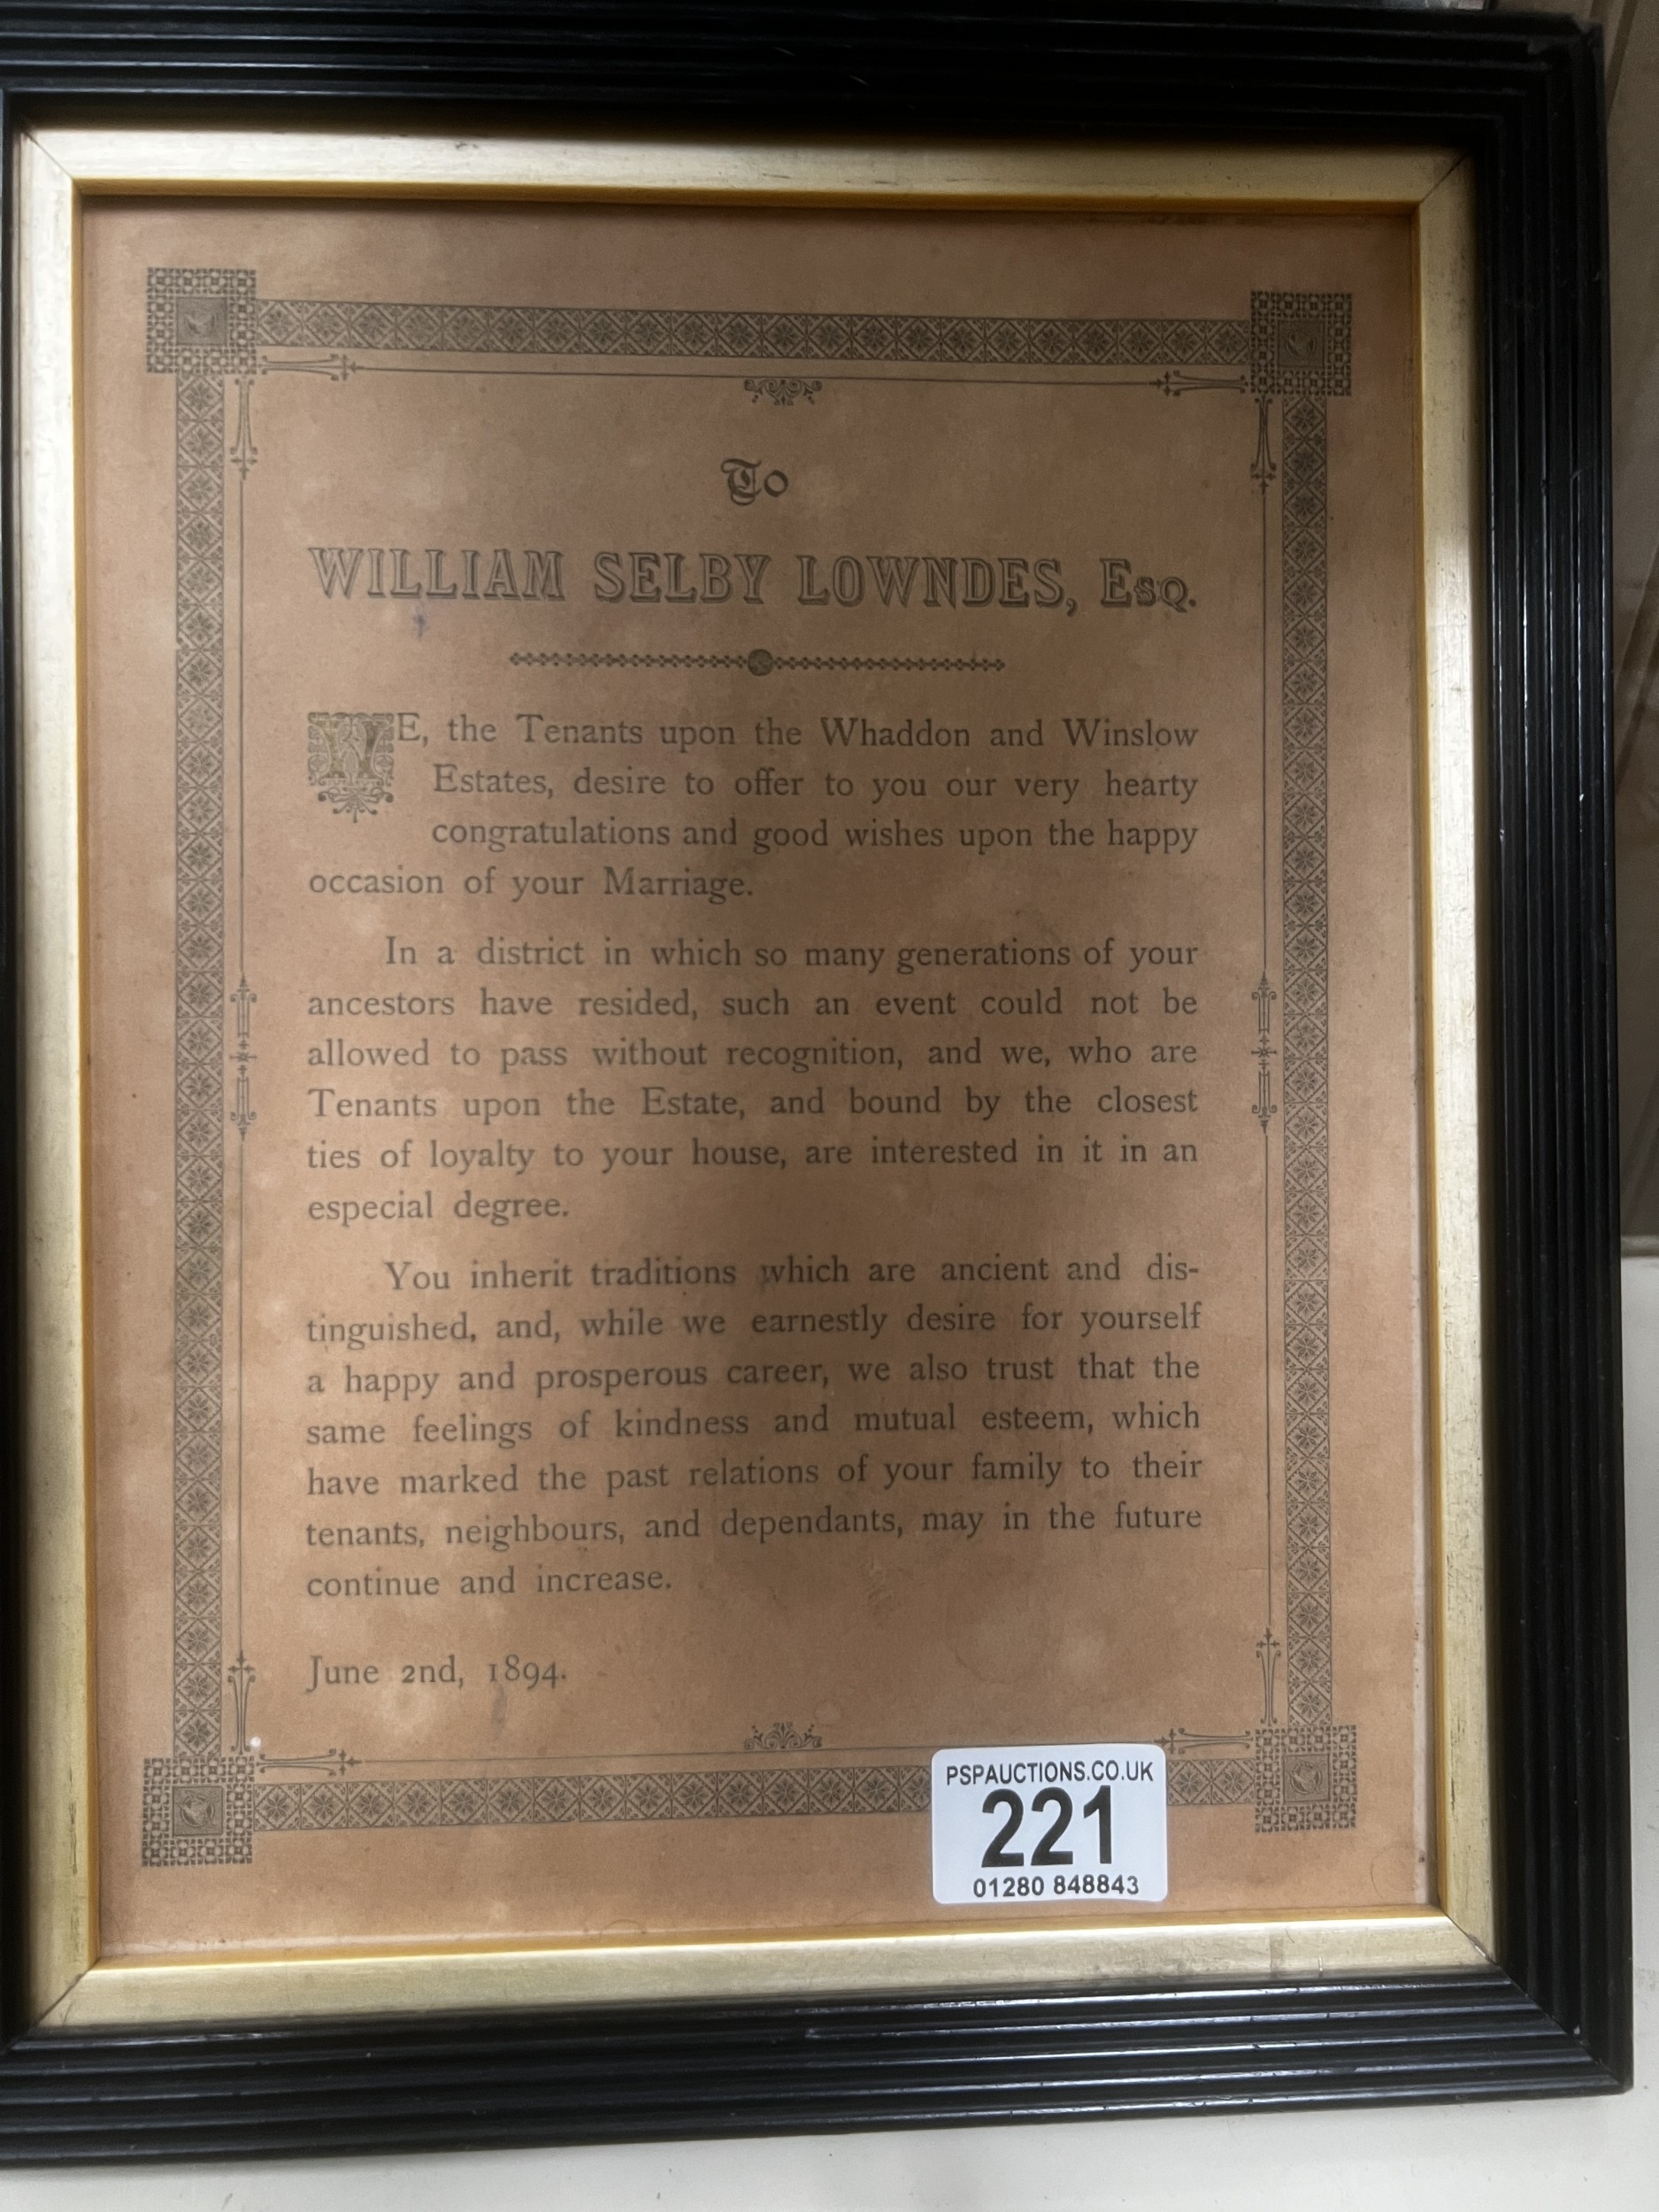 To
WILLIAM SELBY LOWNDES, Esq.
WE, the Tenants upon the Whaddon and Winslow
Estates, desire to offer to you our very hearty
congratulations and good wishes upon the happy
occasion of your Marriage.
In a district in which so many generations of your
ancestors have resided, such an event could not be
allowed to pass without recognition, and we, who are
Tenants upon the Estate, and bound by the closest
ties of loyalty to your house, are interested in it in an
especial degree.
You inherit traditions which are ancient and dis-
tinguished, and, while we earnestly desire for yourself
a happy and prosperous career, we also trust that the
same feelings of kindness and mutual esteem, which
have marked the past relations of your family to their
tenants, neighbours, and dependants, may in the future
continue and increase.
June 2nd, 1894.
PSPAUCTIONS.CO.UK
221
01280 848843